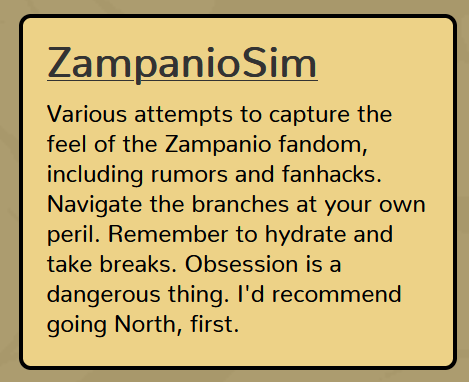 ZampanioSim
Various attempts to capture the
feel of the Zampanio fandom,
including rumors and fanhacks.
Navigate the branches at your own
peril. Remember to hydrate and
take breaks. Obsession is a
dangerous thing. I'd recommend
going North, first.